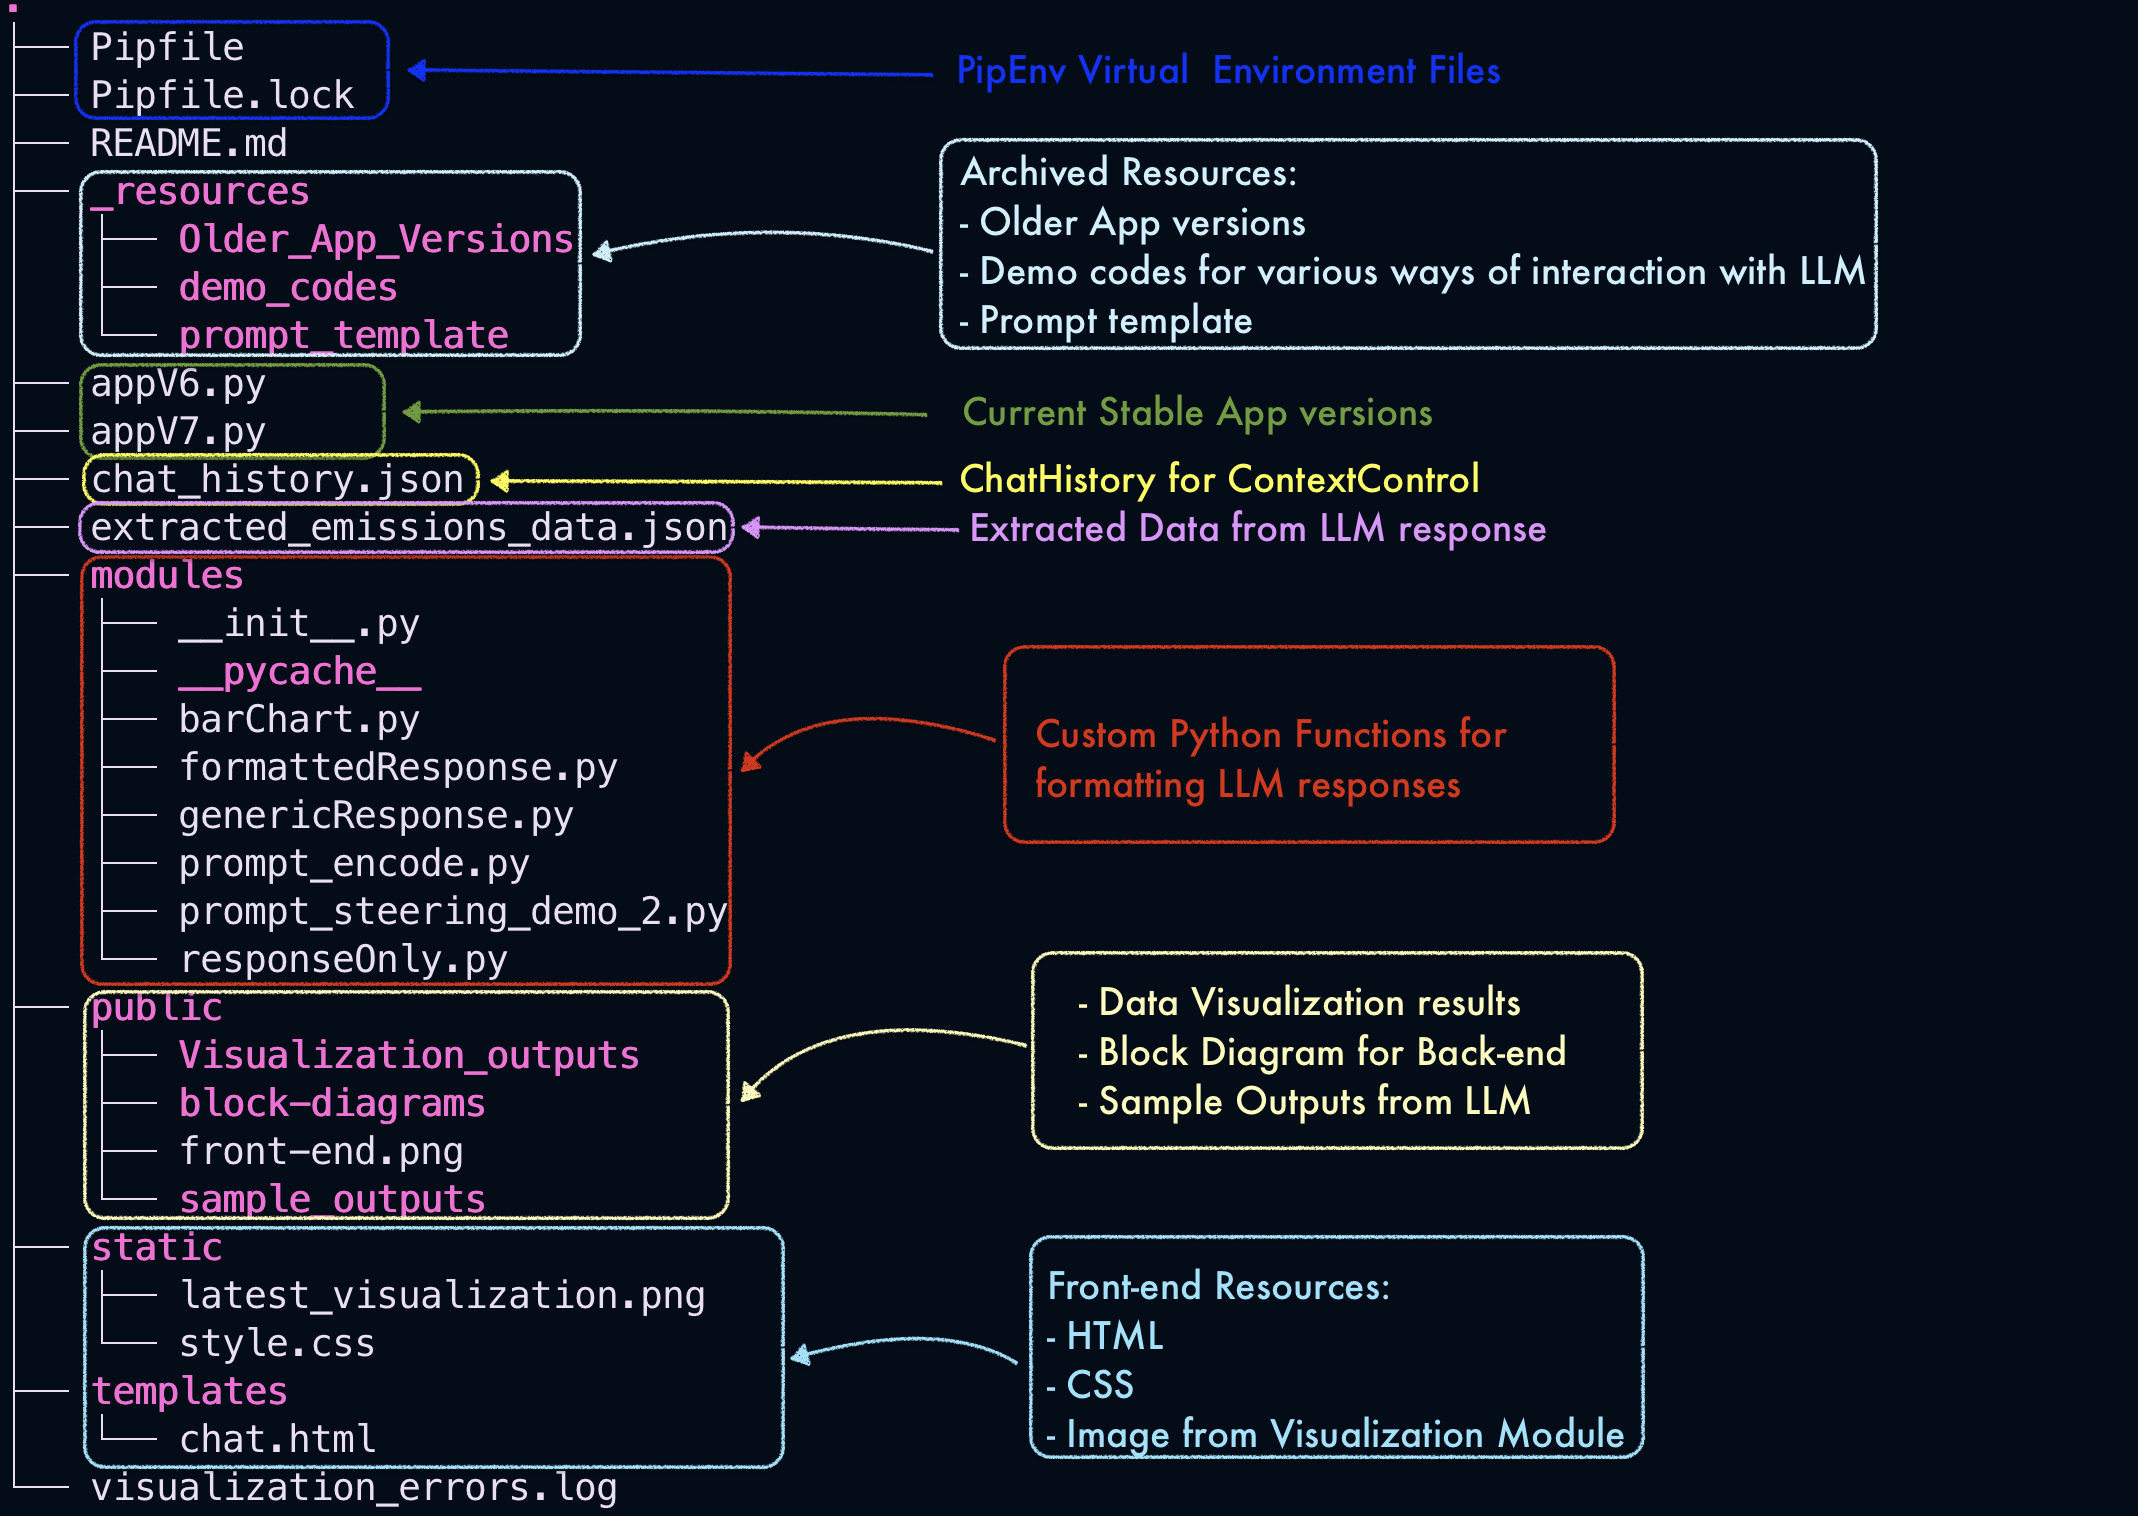 .
Pipfile
Pipfile.lock
PipEnv Virtual  Environment Files
README.md
_resources
Older_App_Versions
demo_codes
prompt_template
Archived Resources:
- Older App versions
- Demo codes for various ways of interaction with LLM
- Prompt template
appV6.py
appV7.py
Current Stable App versions
chat_history.json
ChatHistory for ContextControl
extracted_emissions_data.json
Extracted Data from LLM response
modules
__init__.py
__pycache__
barChart.py
formattedResponse.py
genericResponse.py
prompt_encode.py
prompt_steering_demo_2.py
responseOnly.py
Custom Python Functions for
formatting LLM responses
public
Visualization_outputs
block-diagrams
front-end.png
sample_outputs
- Data Visualization results
- Block Diagram for Back-end
- Sample Outputs from LLM
static
latest_visualization.png
style.css
templates
chat.html
Front-end Resources:
- HTML
- CSS
- Image from Visualization Module
visualization_errors.log